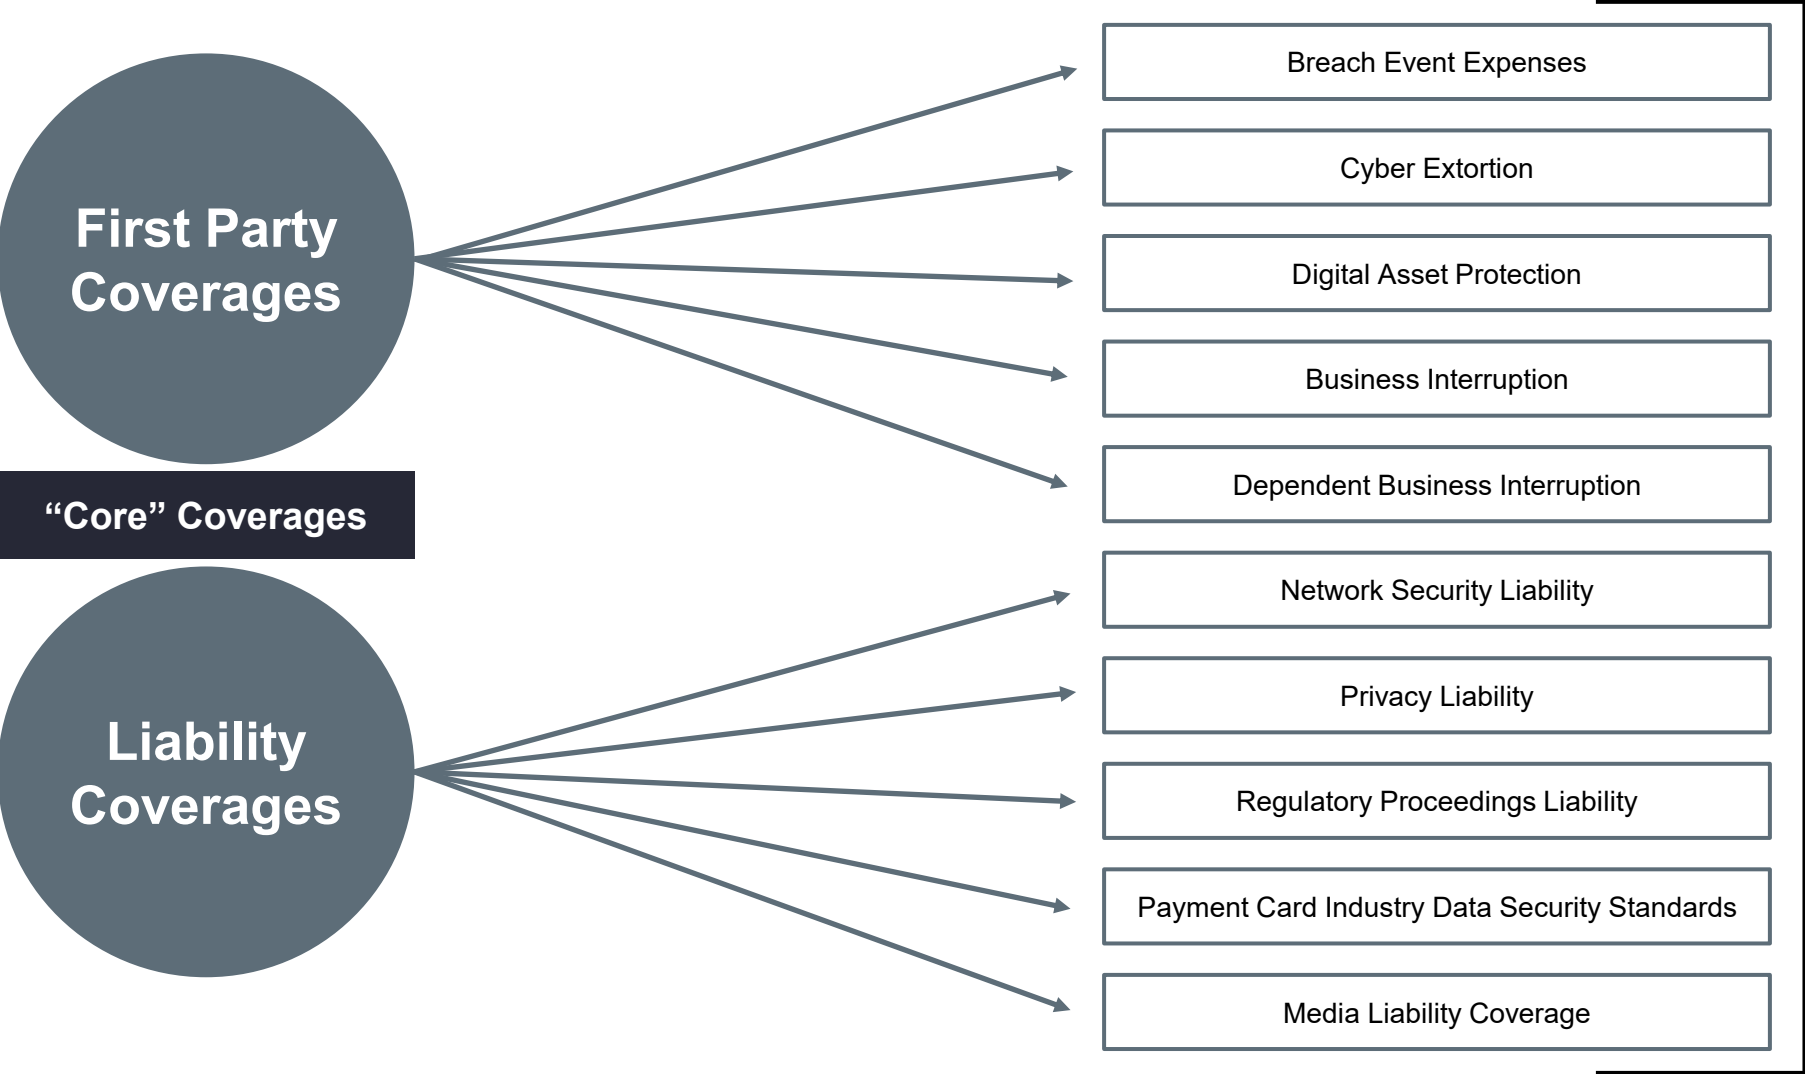 First Party
Coverages
“Core” Coverages
Liability
Coverages
Breach Event Expenses
Cyber Extortion
Digital Asset Protection
Business Interruption
Dependent Business Interruption
Network Security Liability
Privacy Liability
Regulatory Proceedings Liability
Payment Card Industry Data Security Standards
Media Liability Coverage